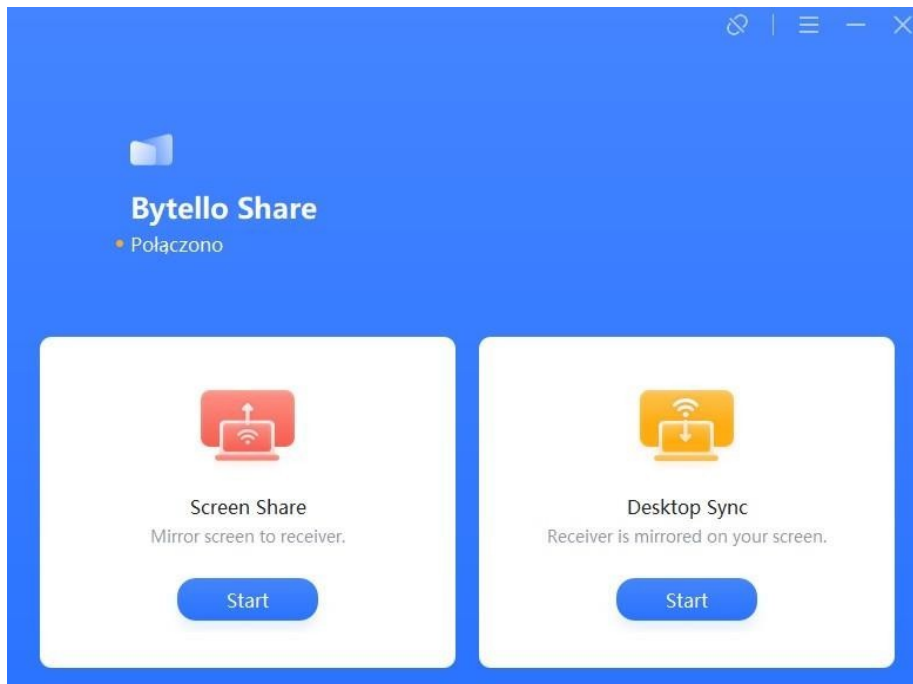 Bytello Share
Połączono
Screen Share
Mirror screen to receiver.
Start
Desktop Sync
Receiver is mirrored on your screen.
Start